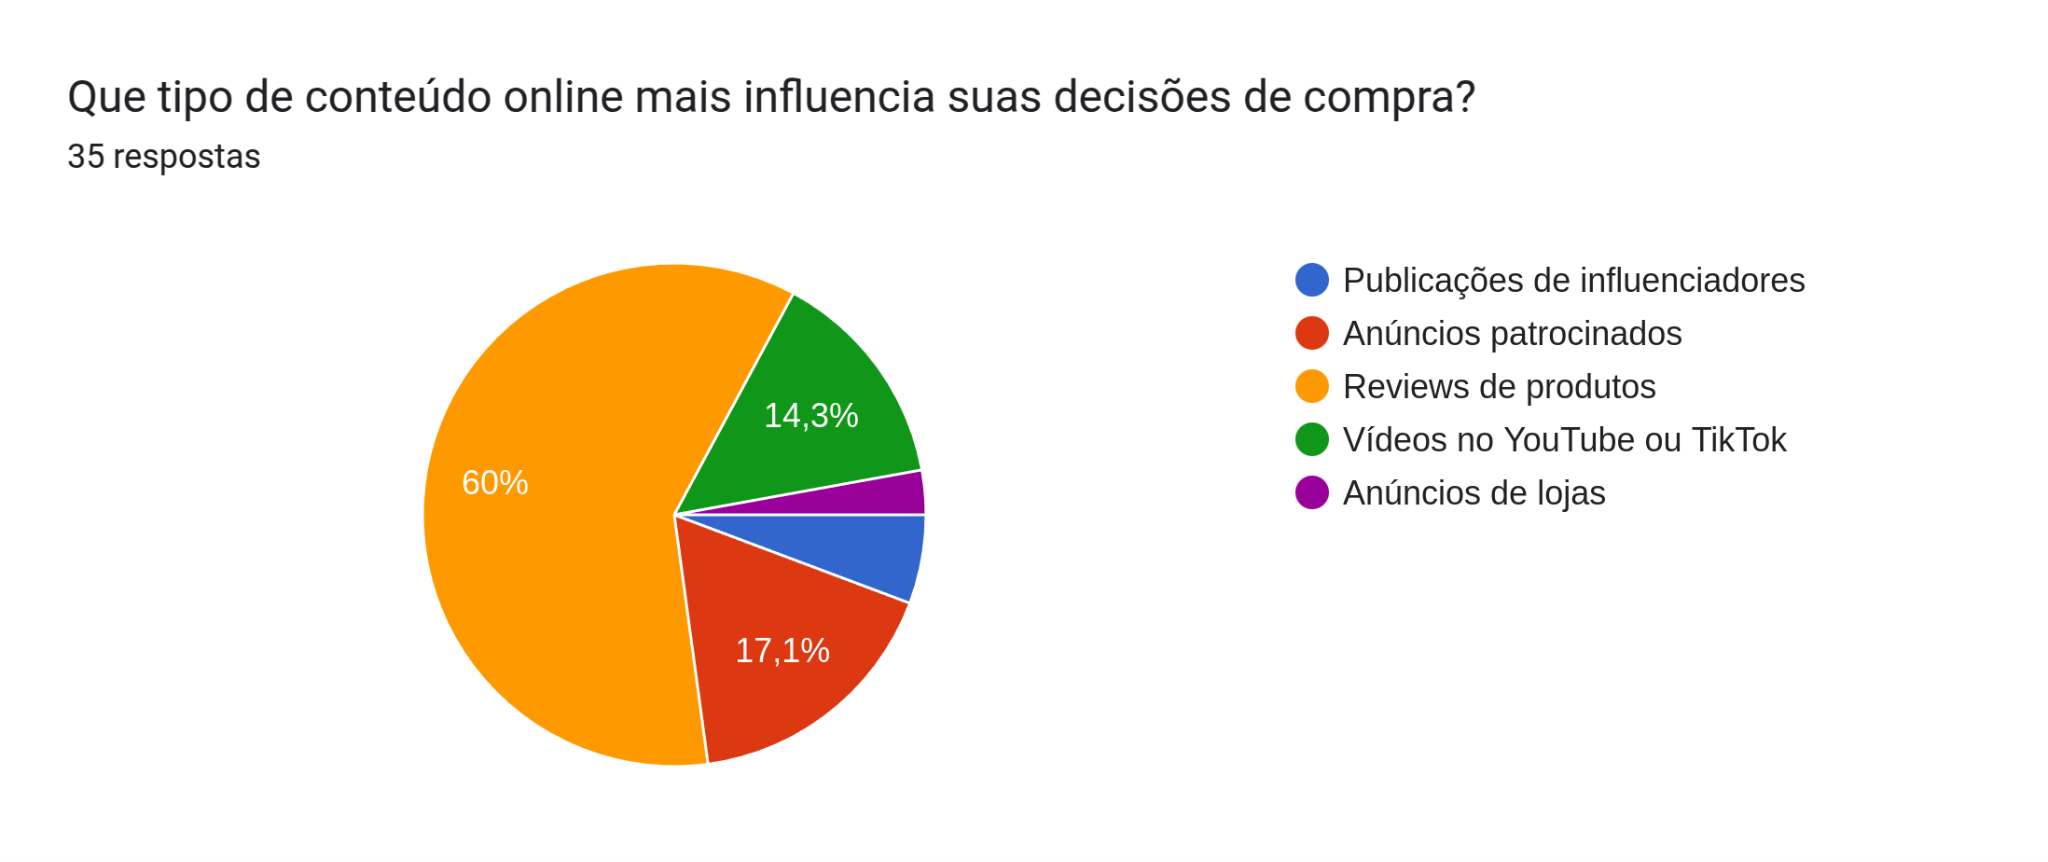 Que tipo de conteúdo online mais influencia suas decisões de compra?
35 respostas
60%
14,3%
17,1%
Publicações de influenciadores
Anúncios patrocinados
Reviews de produtos
Vídeos no YouTube ou TikTok
Anúncios de lojas